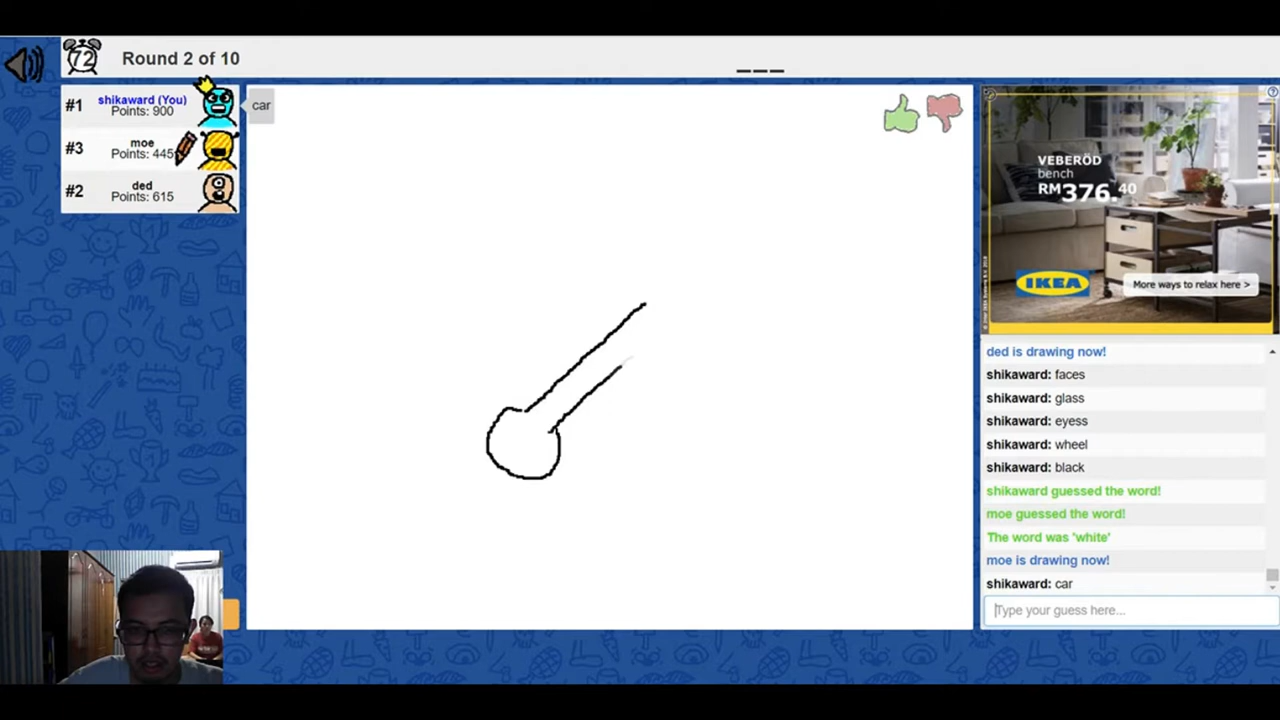 72
Round 2 of 10
_ _ _
#1
shikaward (You)
Points: 900
car
#3
moe
Points: 445
#2
ded
Points: 615
VEBERÖD
bench
RM376.40
IKEA
More ways to relax here >
ded is drawing now!
shikaward: faces
shikaward: glass
shikaward: eyess
shikaward: wheel
shikaward: black
shikaward guessed the word!
moe guessed the word!
The word was 'white'
moe is drawing now!
shikaward: car
Type your guess here...